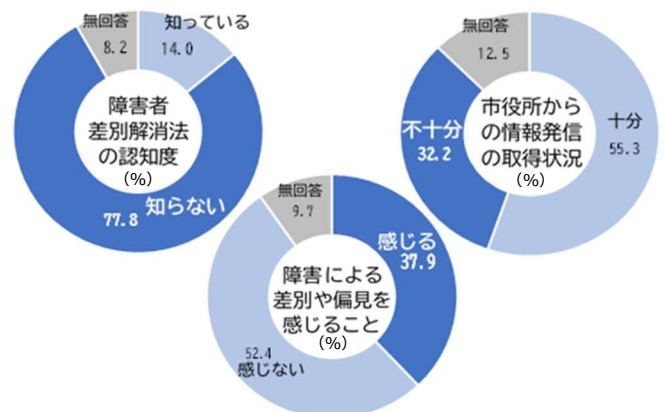 無回答
8.2
知っている
14.0
障害者
差別解消法
の認知度
(%)
77.8 知らない
無回答
12.5
十分
55.3
不十分
32.2
市役所から
の情報発信
の取得状況
(%)
無回答
9.7
感じる
37.9
障害による
差別や偏見を
感じること
(%)
52.4
感じない